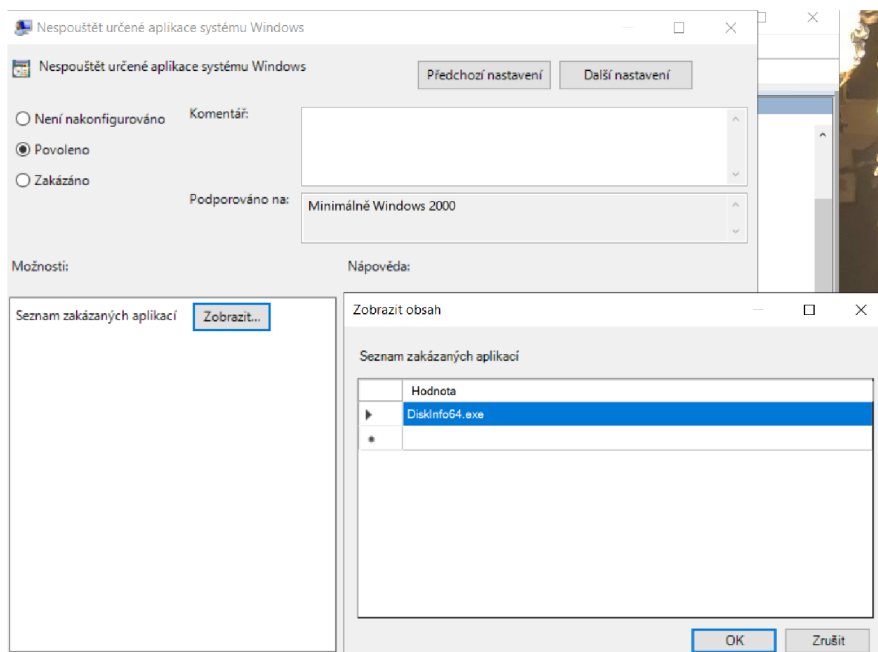 Nespouštět určené aplikace systému Windows
Nespouštět určené aplikace systému Windows
Předchozí nastavení
Další nastavení
Není nakonfigurováno
Povoleno
Zakázáno
Komentář:
Podporováno na:
Minimálně Windows 2000
Možnosti:
Nápověda:
Seznam zakázaných aplikací
Zobrazit...
Zobrazit obsah
Seznam zakázaných aplikací
Hodnota
DiskInfo64.exe
OK
Zrušit